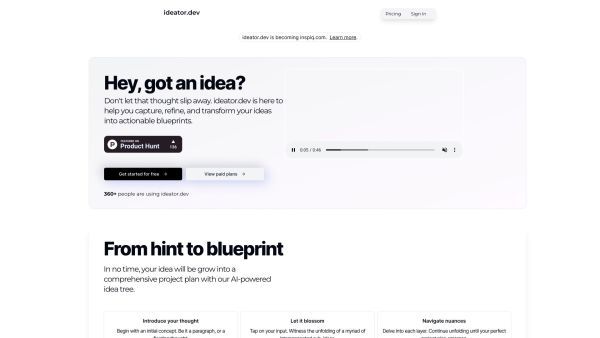 ideator.dev
Pricing Sign In
ideator.dev is becoming inspiq.com. Learn more.
Hey, got an idea?
Don't let that thought slip away. ideator.dev is here to
help you capture, refine, and transform your ideas
into actionable blueprints.
FEATURED ON
Product Hunt
136
Get started for free →
View paid plans →
360+ people are using ideator.dev
0:05 / 0:46
From hint to blueprint
In no time, your idea will be grow into a
comprehensive project plan with our AI-powered
idea tree.
Introduce your thought
Begin with an initial concept. Be it a paragraph, or a
Let it blossom
Tap on your input. Witness the unfolding of a myriad of
Navigate nuances
Delve into each layer. Continue unfolding until your perfect